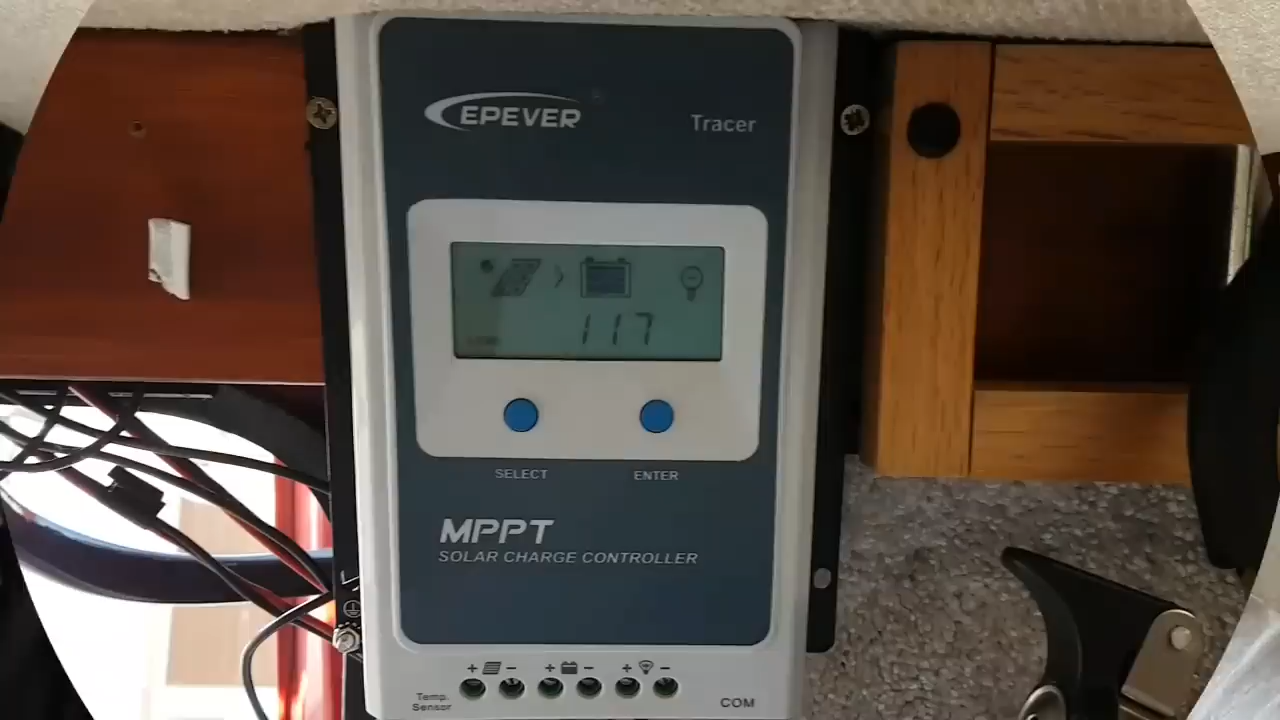 EPEVER
Tracer
117
SELECT
ENTER
MPPT
SOLAR CHARGE CONTROLLER
+ − + − + −
Temp.
Sensor
COM